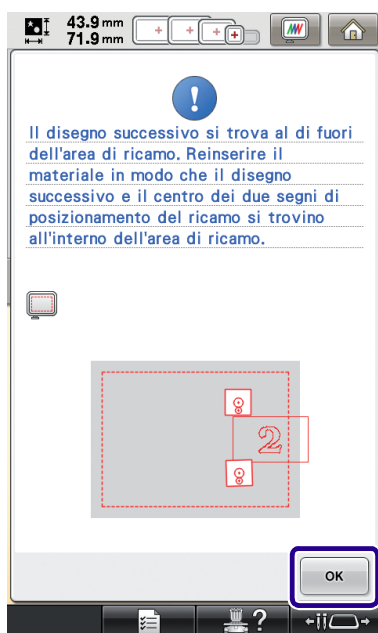 43.9 mm
71.9 mm
Il disegno successivo si trova al di fuori
dell'area di ricamo. Reinserire il
materiale in modo che il disegno
successivo e il centro dei due segni di
posizionamento del ricamo si trovino
all'interno dell'area di ricamo.
2
OK
?